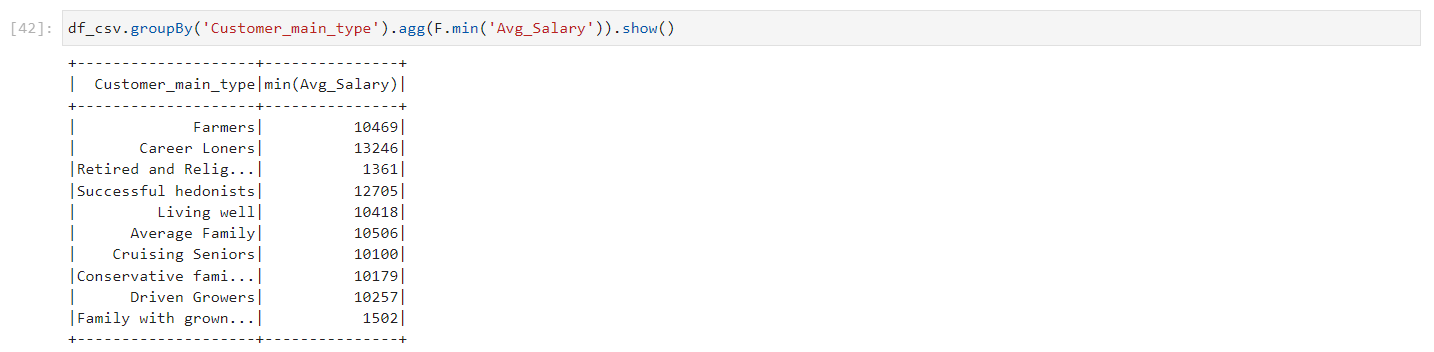 [42]: df_csv.groupBy('Customer_main_type').agg(F.min('Avg_Salary')).show()
+--------------------+---------------+
|  Customer_main_type|min(Avg_Salary)|
+--------------------+---------------+
|             Farmers|          10469|
|       Career Loners|          13246|
|Retired and Relig...|           1361|
|Successful hedonists|          12705|
|         Living well|          10418|
|      Average Family|          10506|
|    Cruising Seniors|          10100|
|Conservative fami...|          10179|
|      Driven Growers|          10257|
|Family with grown...|           1502|
+--------------------+---------------+